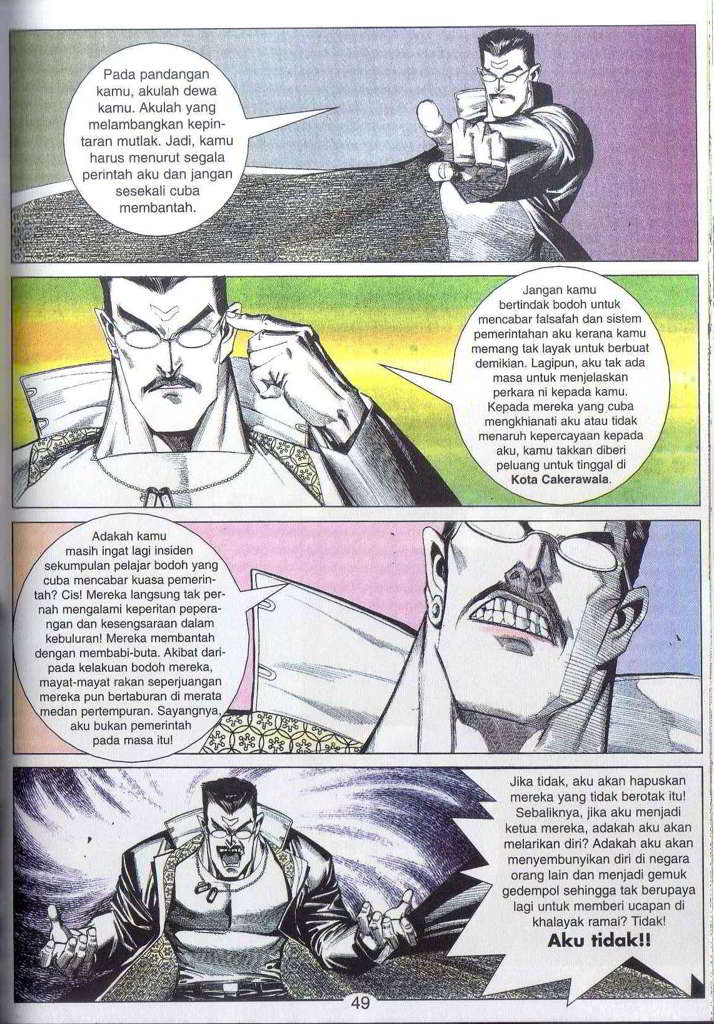 Pada pandangan
kamu, akulah dewa
kamu. Akulah yang
melambangkan kepin-
taran mutlak. Jadi, kamu
harus menurut segala
perintah aku dan jangan
sesekali cuba
membantah.
Jangan kamu
bertindak bodoh untuk
mencabar falsafah dan sistem
pemerintahan aku kerana kamu
memang tak layak untuk berbuat
demikian. Lagipun, aku tak ada
masa untuk menjelaskan
perkara ni kepada kamu.
Kepada mereka yang cuba
mengkhianati atau tidak
menaruh kepercayaan kepada
aku, kamu takkan diberi
peluang untuk tinggal di
Kota Cakerawala.
Adakah kamu
masih ingat lagi insiden
sekumpulan pelajar bodoh yang
cuba mencabar kuasa pemerin-
tah? Cis! Mereka langsung tak per-
nah mengalami keperitan pepera-
ngan dan kesengsaraan dalam
kebuluran! Mereka membantah
dengan membabi-buta. Akibat dari-
pada kelakuan bodoh mereka,
mayat-mayat rakan seperjuangan
mereka pun bertaburan di merata
medan pertempuran. Sayangnya,
aku bukan pemerintah
pada masa itu!
Jika tidak, aku akan hapuskan
mereka yang tidak berotak itu!
Sebaliknya, jika aku menjadi
ketua mereka, adakah aku akan
melarikan diri? Adakah aku akan
menyembunyikan diri di negara
orang lain dan menjadi gemuk
gedempol sehingga tak berupaya
lagi untuk memberi ucapan di
khalayak ramai? Tidak!
Aku tidak!!
49